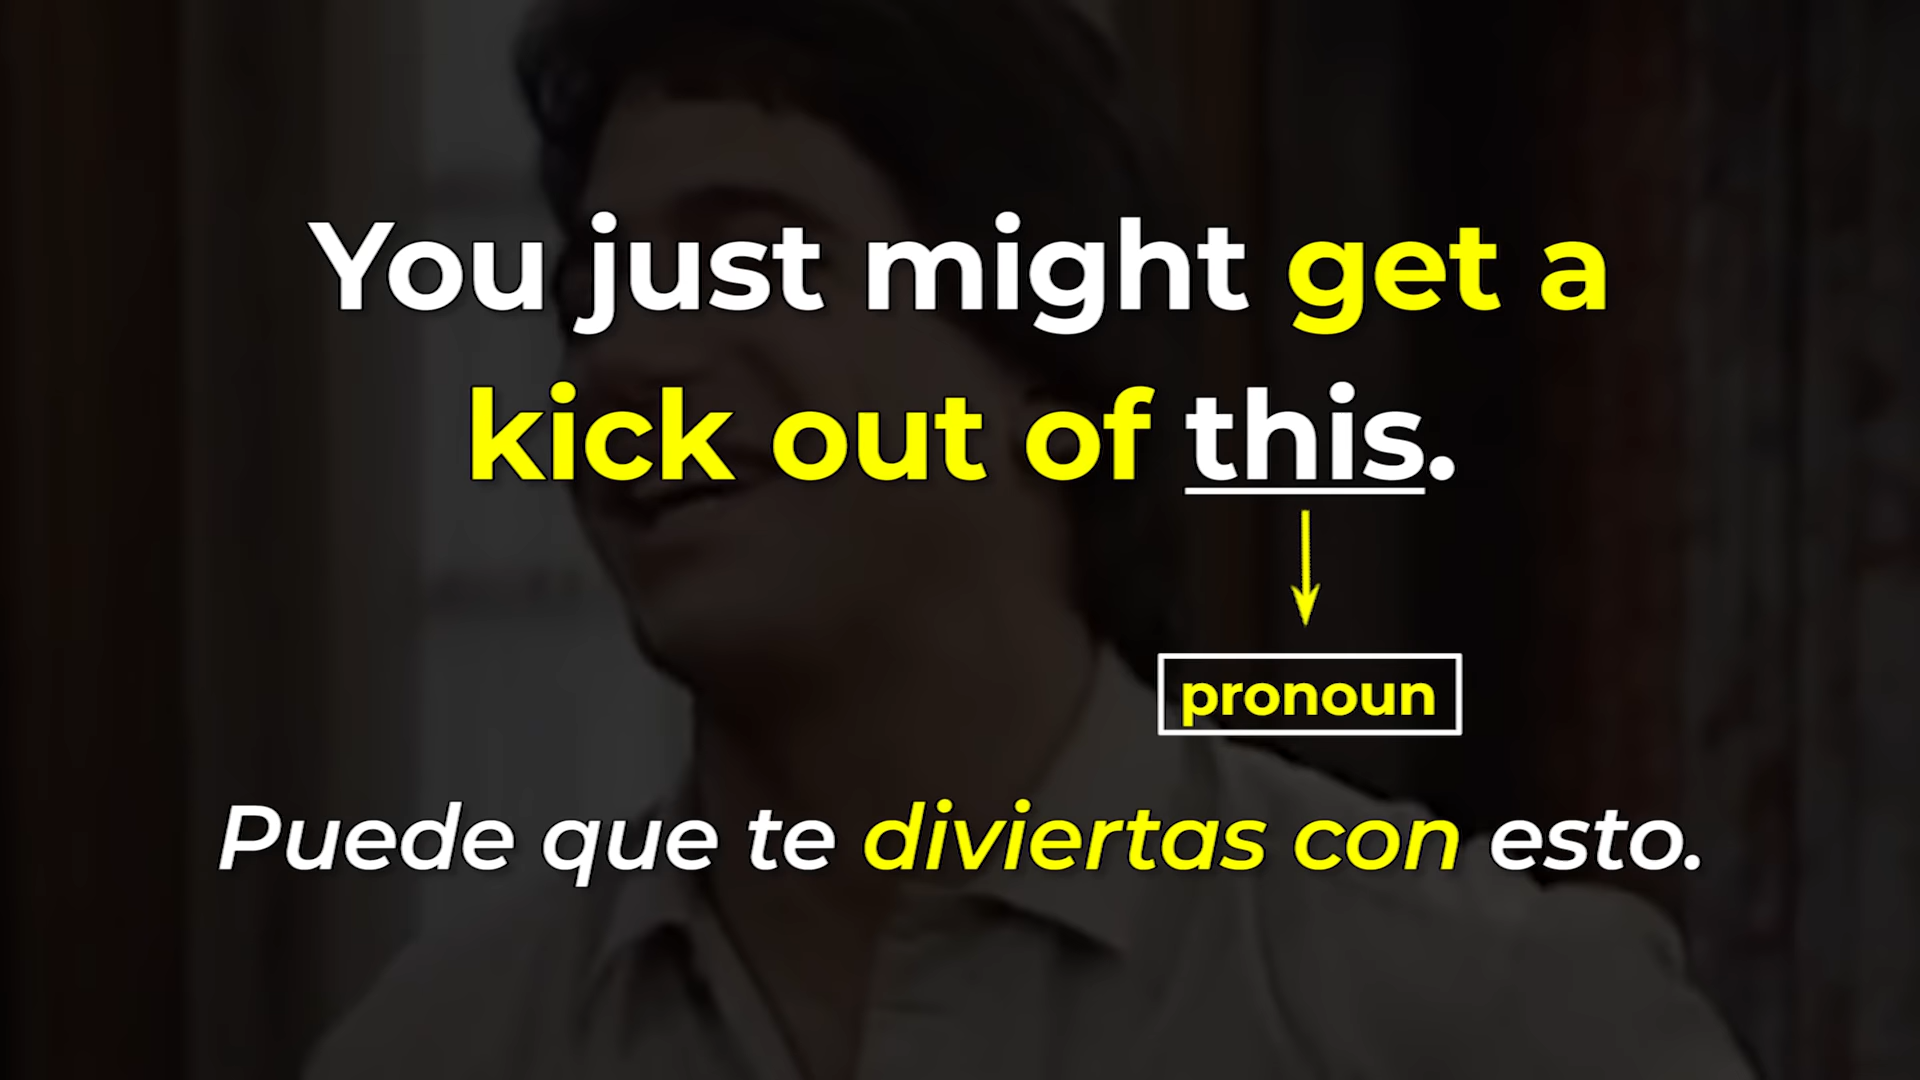 You just might get a
kick out of this.
pronoun
Puede que te diviertas con esto.